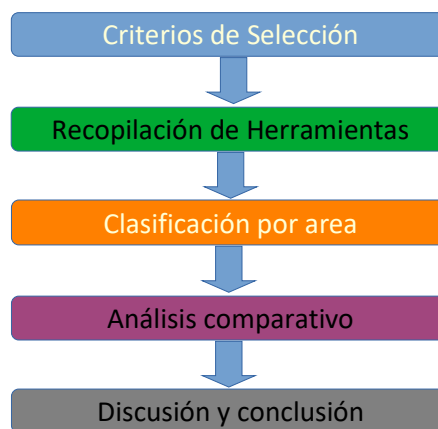 Criterios de Selección
Recopilación de Herramientas
Clasificación por area
Análisis comparativo
Discusión y conclusión